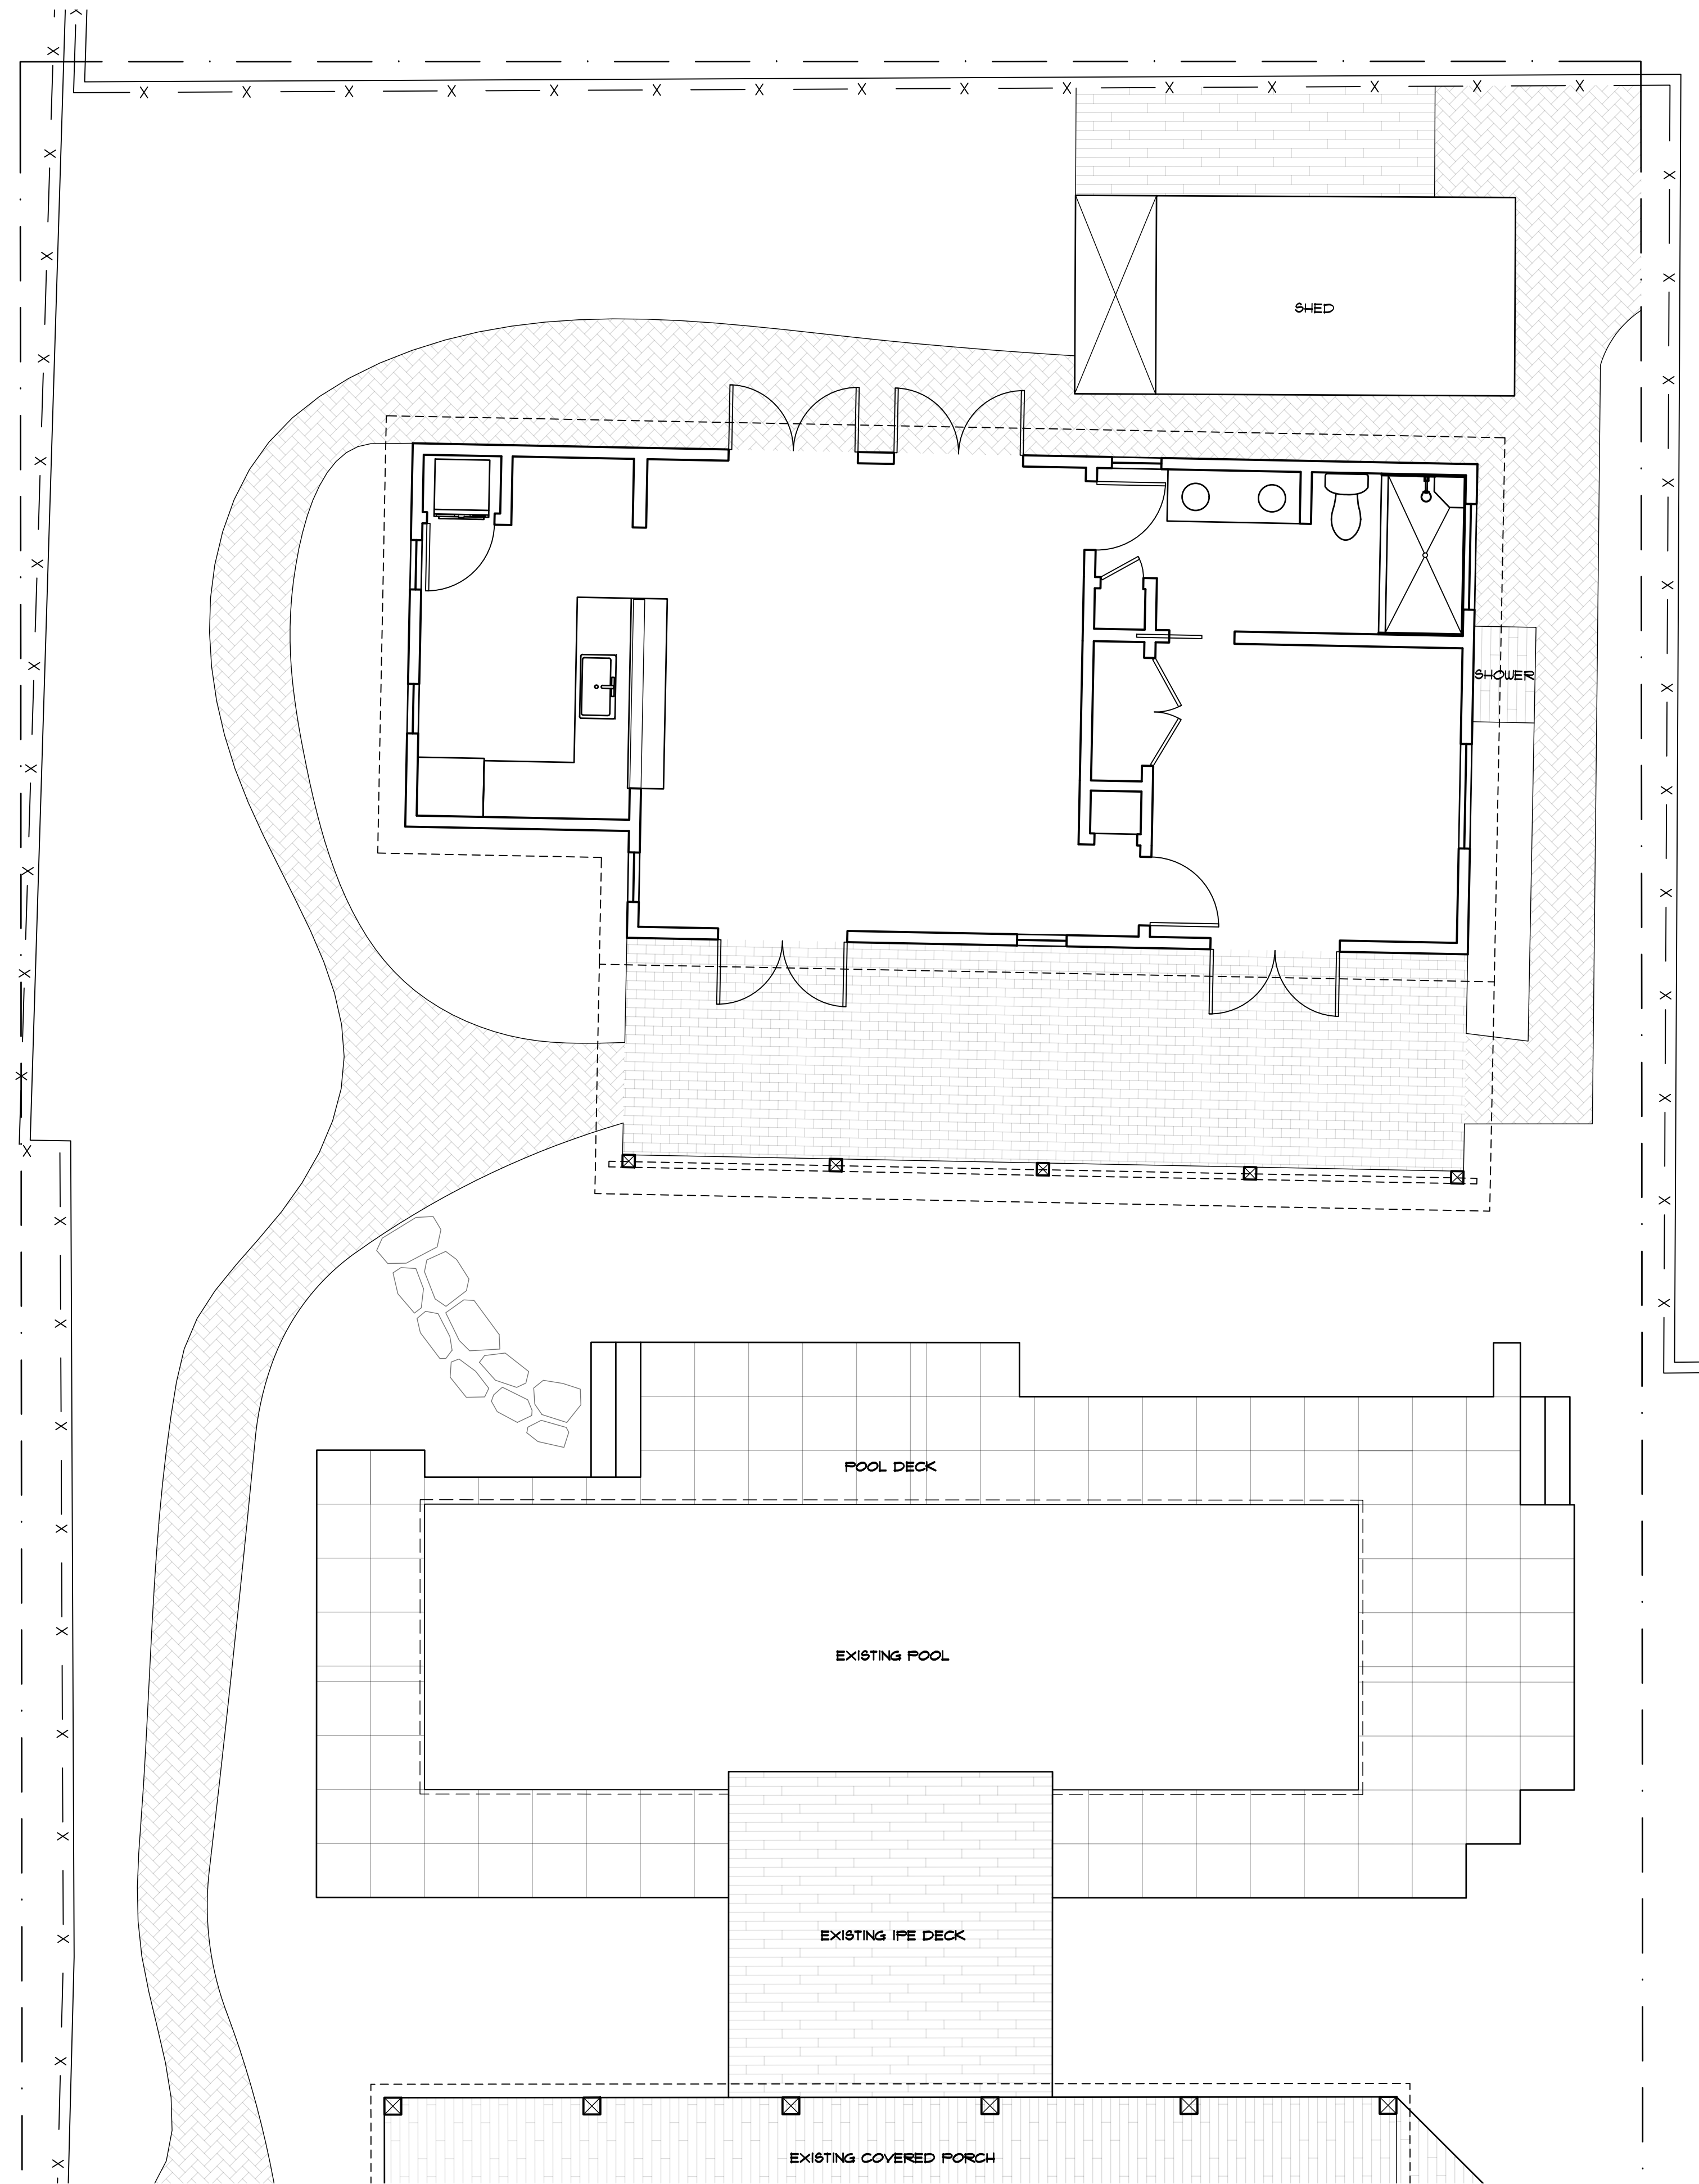 SHED
SHOWER
POOL DECK
EXISTING POOL
EXISTING IPE DECK
EXISTING COVERED PORCH